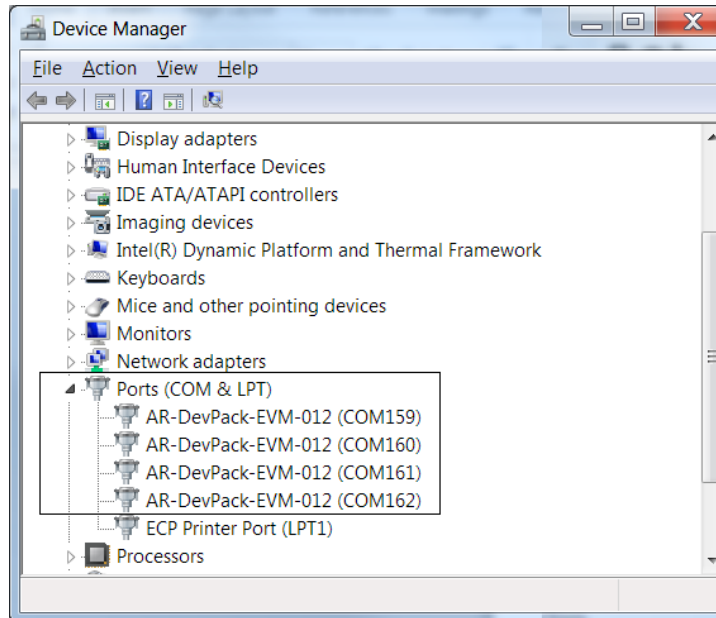 Device Manager
File Action View Help
Display adapters
Human Interface Devices
IDE ATA/ATAPI controllers
Imaging devices
Intel(R) Dynamic Platform and Thermal Framework
Keyboards
Mice and other pointing devices
Monitors
Network adapters
Ports (COM & LPT)
AR-DevPack-EVM-012 (COM159)
AR-DevPack-EVM-012 (COM160)
AR-DevPack-EVM-012 (COM161)
AR-DevPack-EVM-012 (COM162)
ECP Printer Port (LPT1)
Processors